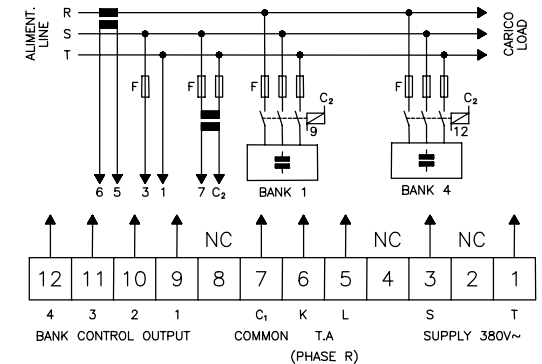 ALIMENT. LINE
R
S
T
CARICO LOAD
F F F F
C2 C2
9 12
6 5 3 1 7 C2 BANK 1 BANK 4
NC NC NC
12 11 10 9 8 7 6 5 4 3 2 1
4 3 2 1 C1 K L S T
BANK CONTROL OUTPUT COMMON T.A SUPPLY 380V~
(PHASE R)